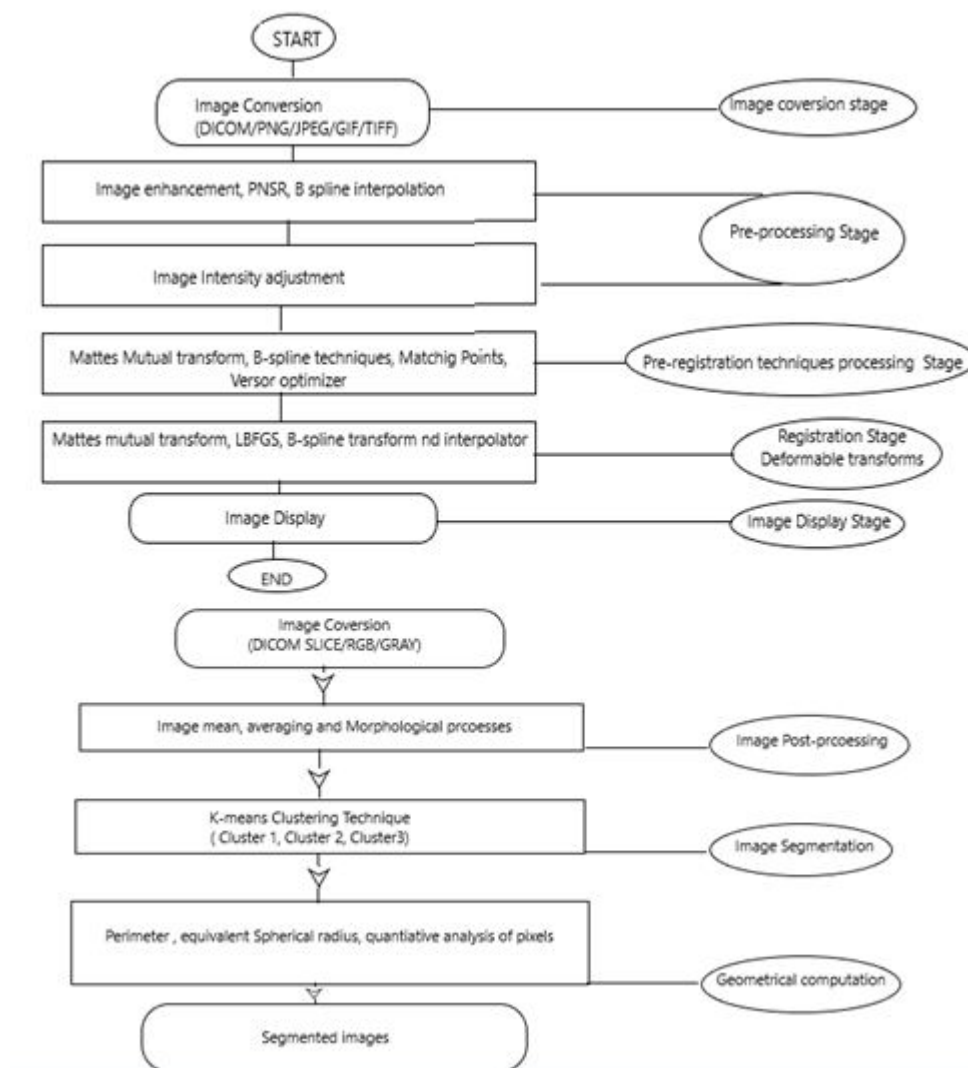 START
Image Conversion
(DICOM/PNG/JPEG/GIF/TIFF)
Image coversion stage
Image enhancement, PNSR, B spline interpolation
Pre-processing Stage
Image Intensity adjustment
Mattes Mutual transform, B-spline techniques, Matchig Points,
Versor optimizer
Pre-registration techniques processing Stage
Mattes mutual transform, LBFGS, B-spline transform nd interpolator
Registration Stage
Deformable transforms
Image Display
Image Display Stage
END
Image Coversion
(DICOM SLICE/RGB/GRAY)
Image mean, averaging and Morphological prcoesses
Image Post-prcoessing
K-means Clustering Technique
( Cluster 1, Cluster 2, Cluster3)
Image Segmentation
Perimeter , equivalent Spherical radius, quantiative analysis of pixels
Geometrical computation
Segmented images